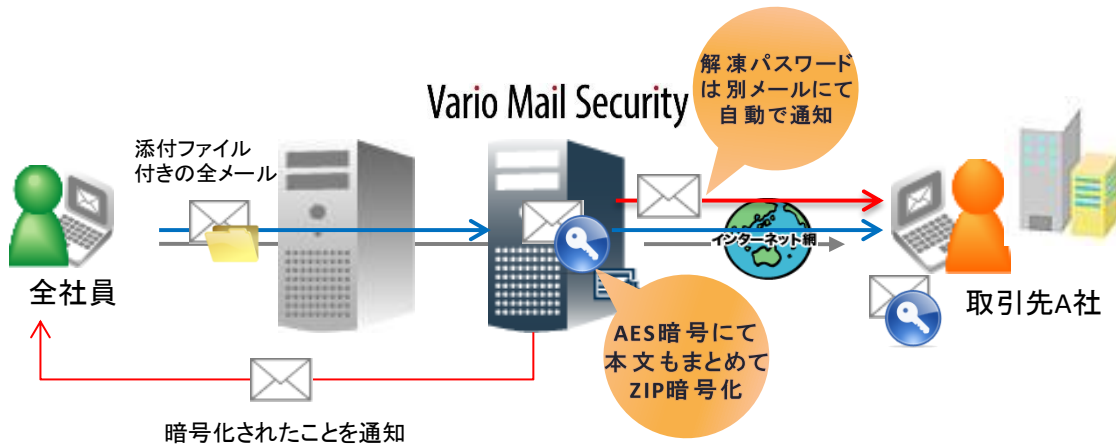 解凍パスワード
は別メールにて
自動で通知
Vario Mail Security
添付ファイル
付きの全メール
インターネット網
全社員
取引先A社
AES暗号にて
本文もまとめて
ZIP暗号化
暗号化されたことを通知